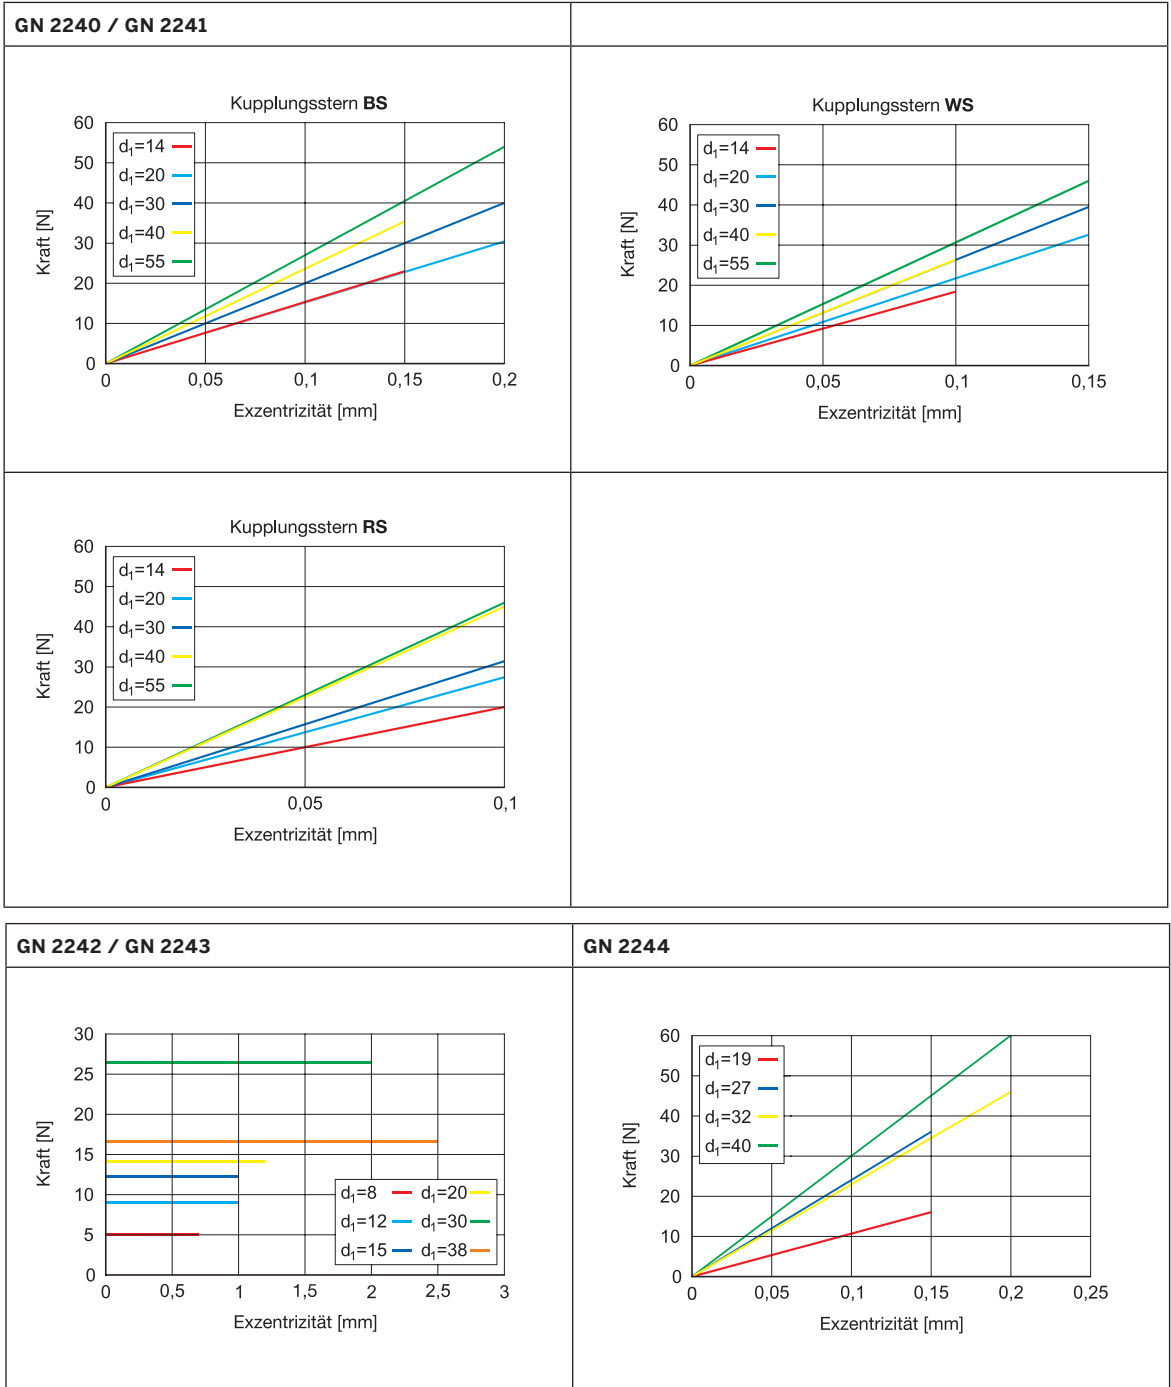 GN 2240 / GN 2241
Kupplungsstern BS
Kraft [N]
60
50
40
30
20
10
0
d₁=14
d₁=20
d₁=30
d₁=40
d₁=55
0 0,05 0,1 0,15 0,2
Exzentrizität [mm]
Kupplungsstern WS
Kraft [N]
60
50
40
30
20
10
0
d₁=14
d₁=20
d₁=30
d₁=40
d₁=55
0 0,05 0,1 0,15
Exzentrizität [mm]
Kupplungsstern RS
Kraft [N]
60
50
40
30
20
10
0
d₁=14
d₁=20
d₁=30
d₁=40
d₁=55
0 0,05 0,1
Exzentrizität [mm]
GN 2242 / GN 2243
Kraft [N]
30
25
20
15
10
5
0
d₁=8 d₁=20
d₁=12 d₁=30
d₁=15 d₁=38
0 0,5 1 1,5 2 2,5 3
Exzentrizität [mm]
GN 2244
Kraft [N]
60
50
40
30
20
10
0
d₁=19
d₁=27
d₁=32
d₁=40
0 0,05 0,1 0,15 0,2 0,25
Exzentrizität [mm]